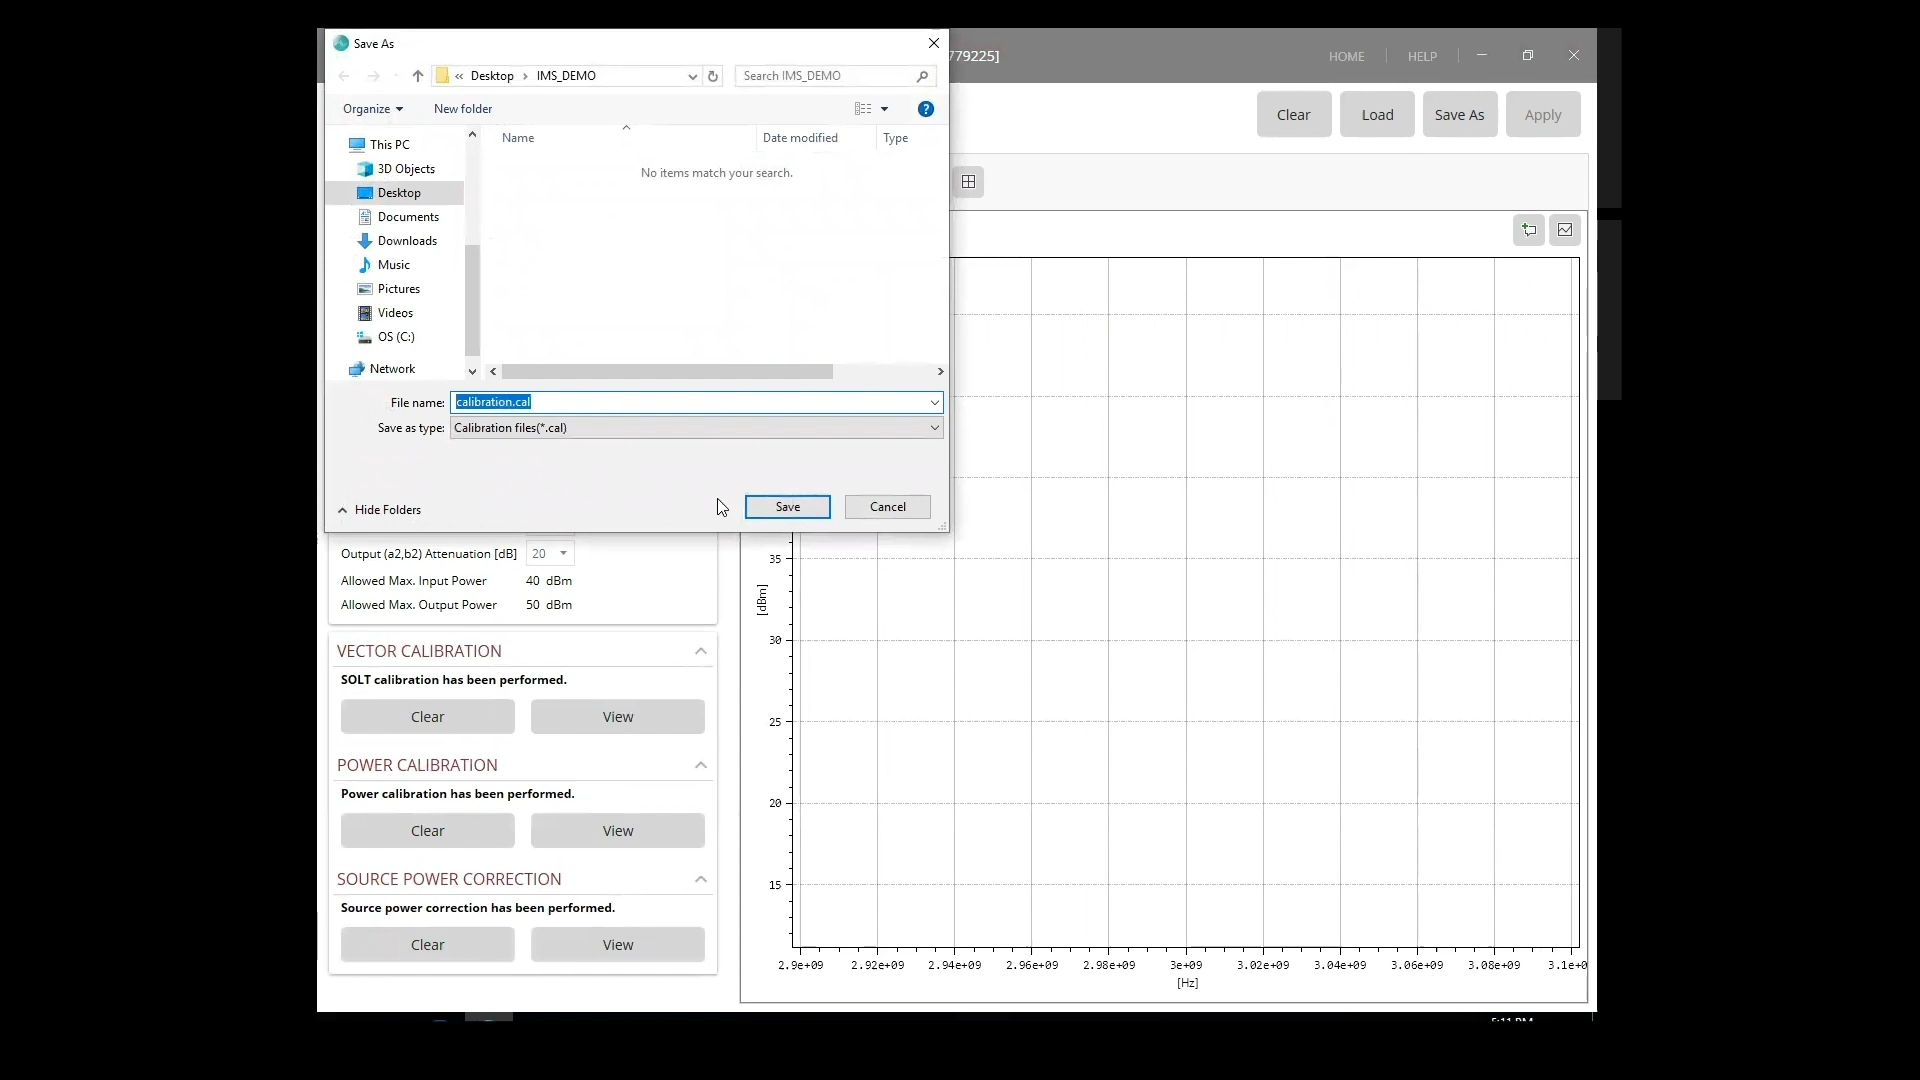 Save As
779225]
HOME
HELP
« Desktop › IMS_DEMO
Search IMS_DEMO
Organize
New folder
Clear
Load
Save As
Apply
This PC
3D Objects
Desktop
Documents
Downloads
Music
Pictures
Videos
OS (C:)
Network
Name
Date modified
Type
No items match your search.
File name:
calibration.cal
Save as type:
Calibration files(*.cal)
Hide Folders
Save
Cancel
Output (a2,b2) Attenuation [dB] 20
Allowed Max. Input Power 40 dBm
Allowed Max. Output Power 50 dBm
VECTOR CALIBRATION
SOLT calibration has been performed.
Clear
View
POWER CALIBRATION
Power calibration has been performed.
Clear
View
SOURCE POWER CORRECTION
Source power correction has been performed.
Clear
View
35
30
25
20
15
[dBm]
2.9e+09 2.92e+09 2.94e+09 2.96e+09 2.98e+09 3e+09 3.02e+09 3.04e+09 3.06e+09 3.08e+09 3.1e+0
[Hz]
5:11 PM